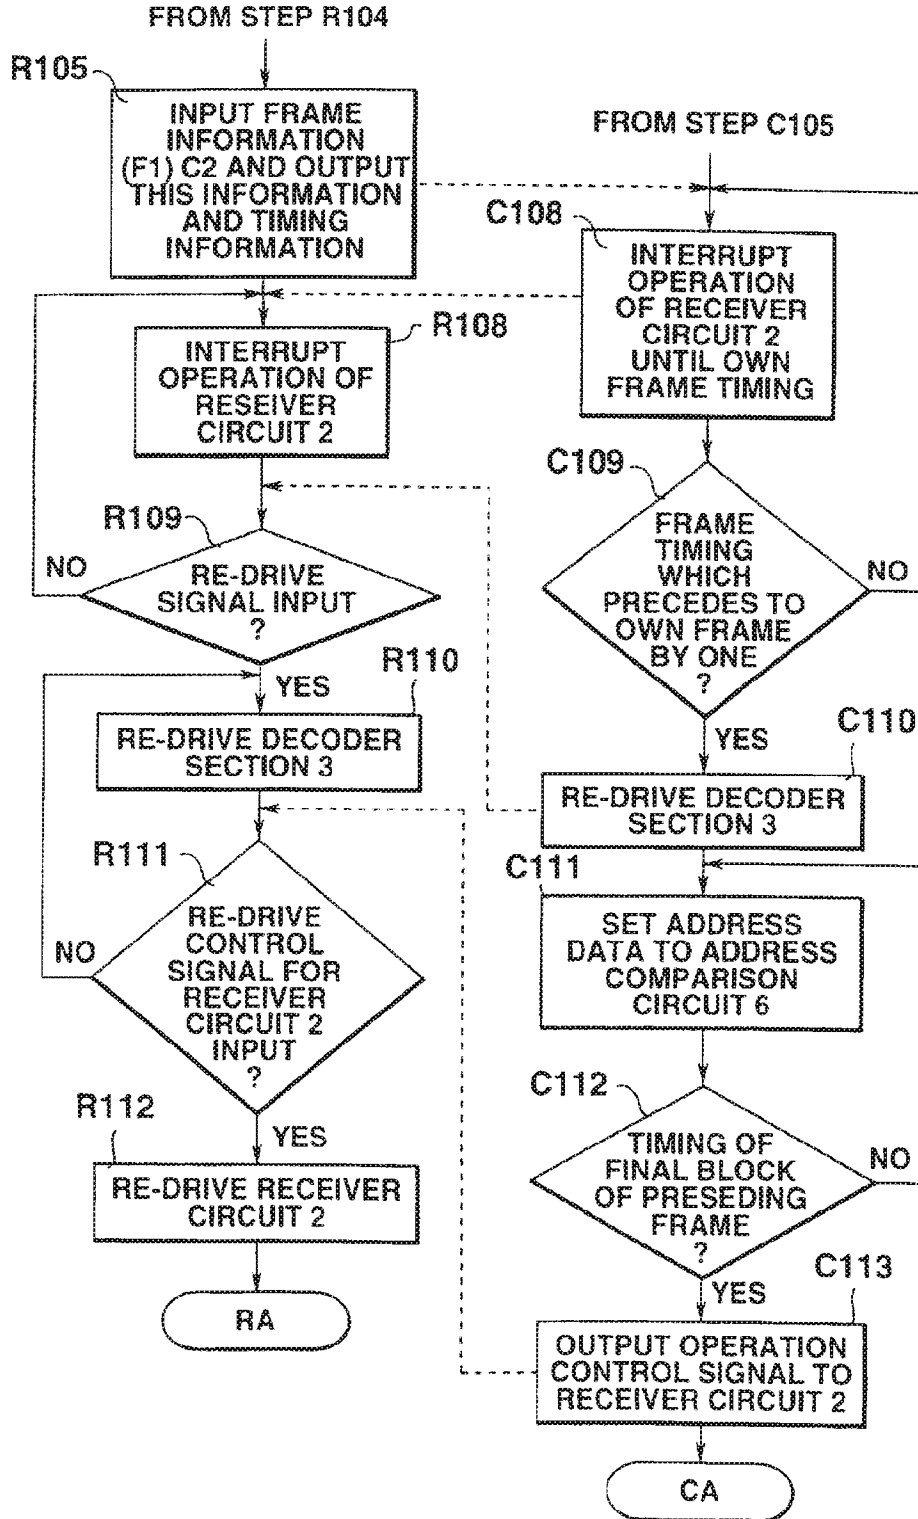 FROM STEP R104
R105
INPUT FRAME
INFORMATION
(F1) C2 AND OUTPUT
THIS INFORMATION
AND TIMING
INFORMATION
R108
INTERRUPT
OPERATION OF
RESEIVER
CIRCUIT 2
R109
RE-DRIVE
SIGNAL INPUT
?
NO
YES
R110
RE-DRIVE DECODER
SECTION 3
R111
RE-DRIVE
CONTROL
SIGNAL FOR
RECEIVER
CIRCUIT 2
INPUT
?
NO
YES
R112
RE-DRIVE RECEIVER
CIRCUIT 2
RA
FROM STEP C105
C108
INTERRUPT
OPERATION
OF RECEIVER
CIRCUIT 2
UNTIL OWN
FRAME TIMING
C109
FRAME
TIMING
WHICH
PRECEDES TO
OWN FRAME
BY ONE
?
NO
YES
C110
RE-DRIVE DECODER
SECTION 3
C111
SET ADDRESS
DATA TO ADDRESS
COMPARISON
CIRCUIT 6
C112
TIMING OF
FINAL BLOCK
OF PRESEDING
FRAME
?
NO
YES
C113
OUTPUT OPERATION
CONTROL SIGNAL TO
RECEIVER CIRCUIT 2
CA